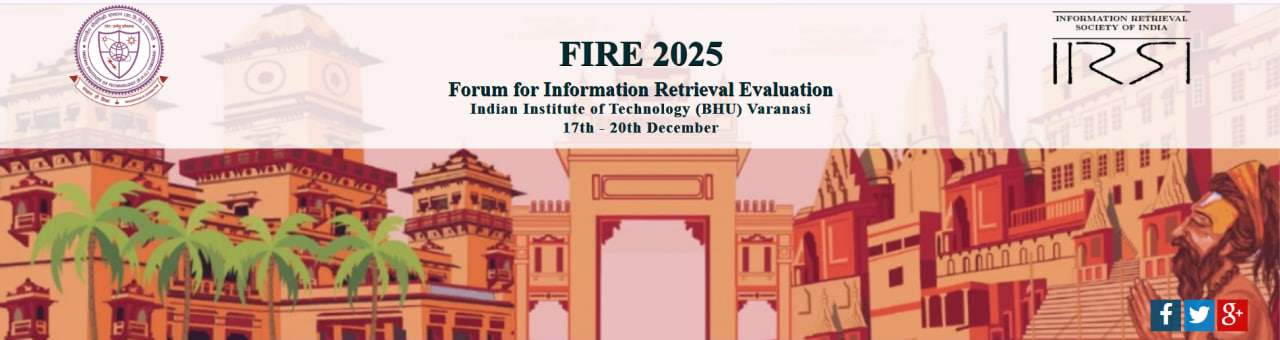 FIRE 2025
Forum for Information Retrieval Evaluation
Indian Institute of Technology (BHU) Varanasi
17th - 20th December
INFORMATION RETRIEVAL
SOCIETY OF INDIA
IRSI
f
g+